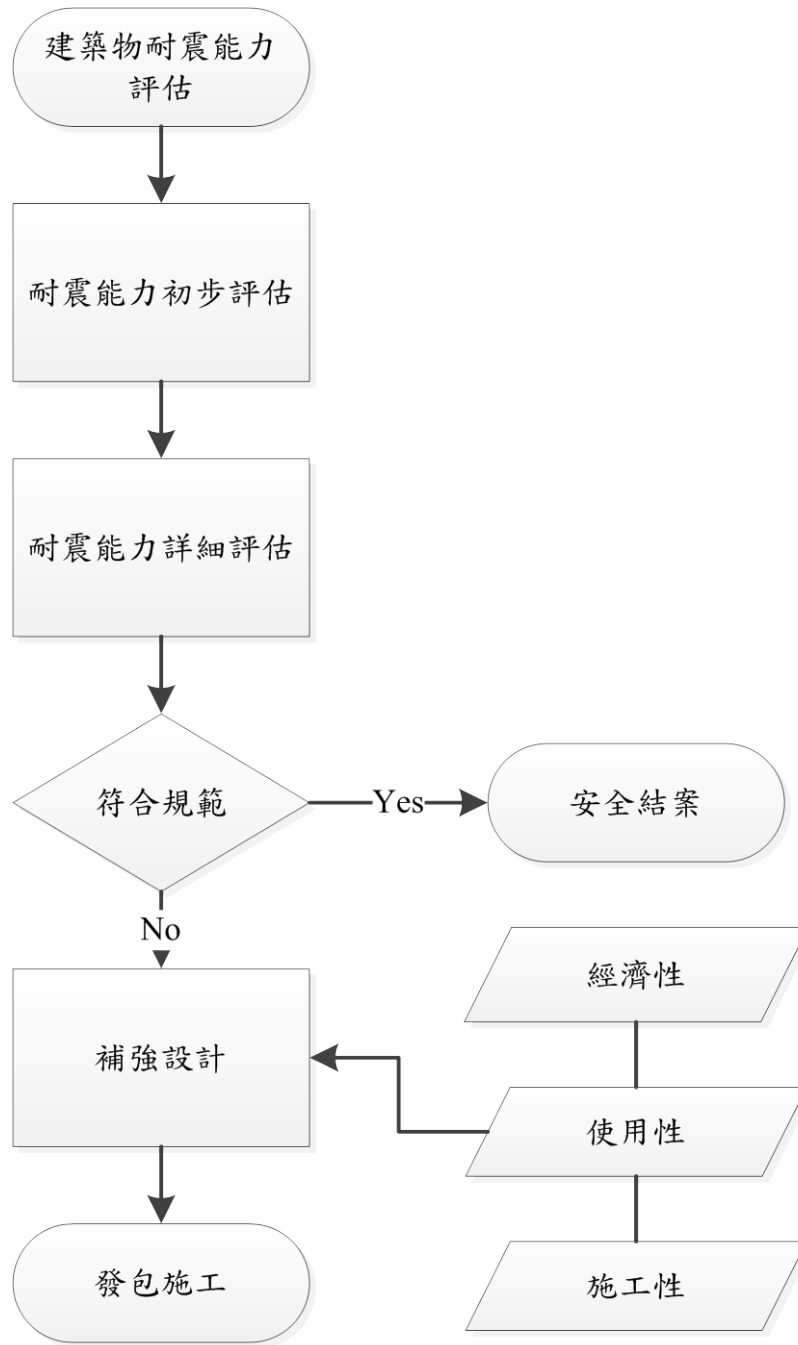 建築物耐震能力
評估
耐震能力初步評估
耐震能力詳細評估
符合規範
Yes
安全結案
No
補強設計
經濟性
使用性
發包施工
施工性